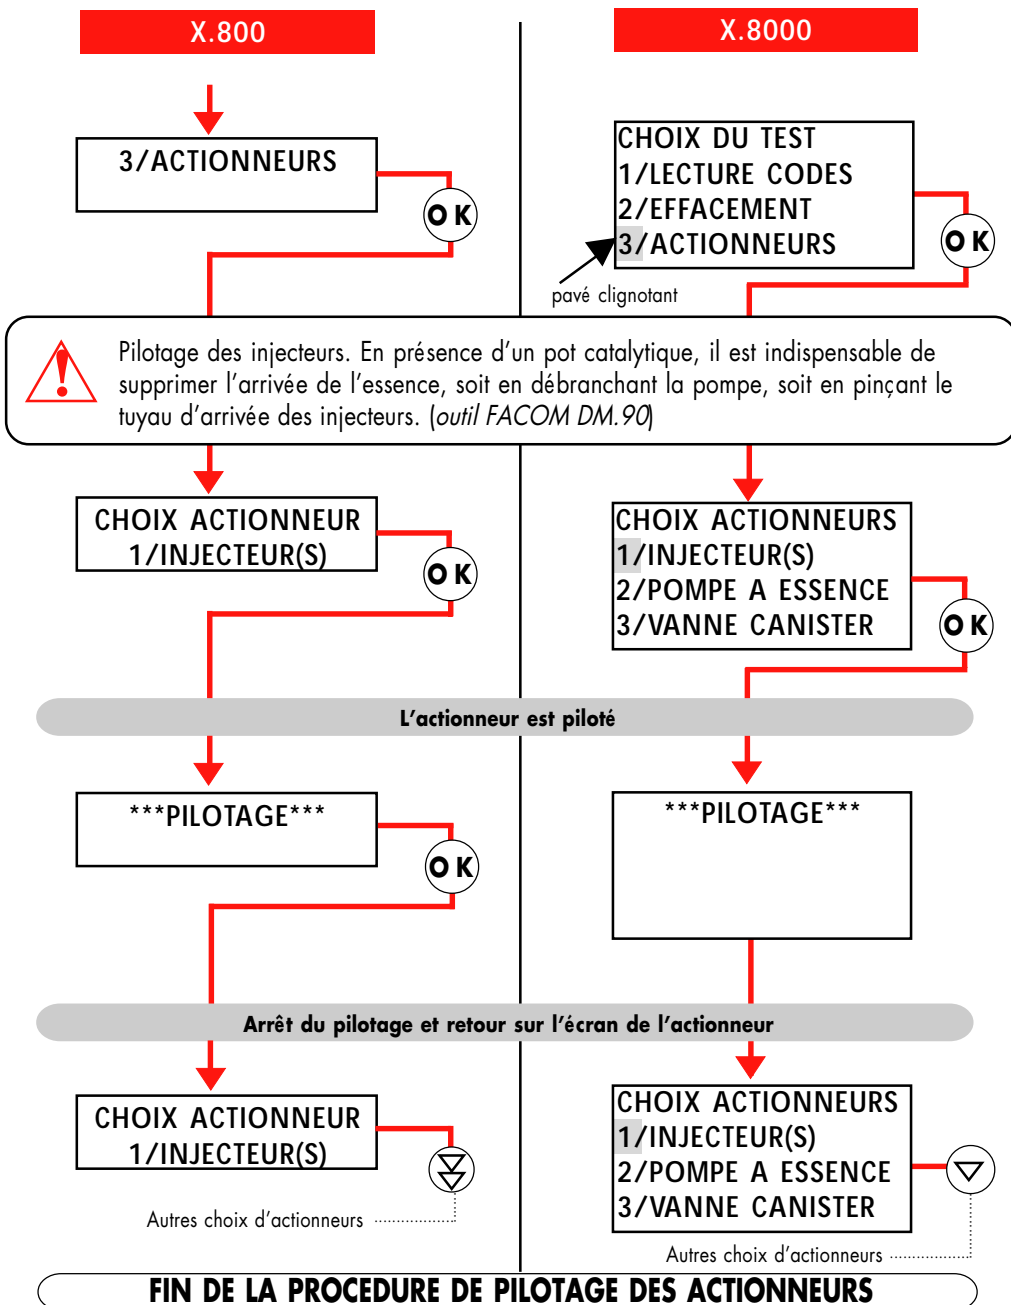 X.800
X.8000
3/ACTIONNEURS
OK
CHOIX DU TEST
1/LECTURE CODES
2/EFFACEMENT
3/ACTIONNEURS
OK
pavé clignotant
Pilotage des injecteurs. En présence d'un pot catalytique, il est indispensable de
supprimer l'arrivée de l'essence, soit en débranchant la pompe, soit en pinçant le
tuyau d'arrivée des injecteurs. (outil FACOM DM.90)
CHOIX ACTIONNEUR
1/INJECTEUR(S)
OK
CHOIX ACTIONNEURS
1/INJECTEUR(S)
2/POMPE A ESSENCE
3/VANNE CANISTER
OK
L'actionneur est piloté
***PILOTAGE***
OK
***PILOTAGE***
Arrêt du pilotage et retour sur l'écran de l'actionneur
CHOIX ACTIONNEUR
1/INJECTEUR(S)
Autres choix d'actionneurs
CHOIX ACTIONNEURS
1/INJECTEUR(S)
2/POMPE A ESSENCE
3/VANNE CANISTER
Autres choix d'actionneurs
FIN DE LA PROCEDURE DE PILOTAGE DES ACTIONNEURS